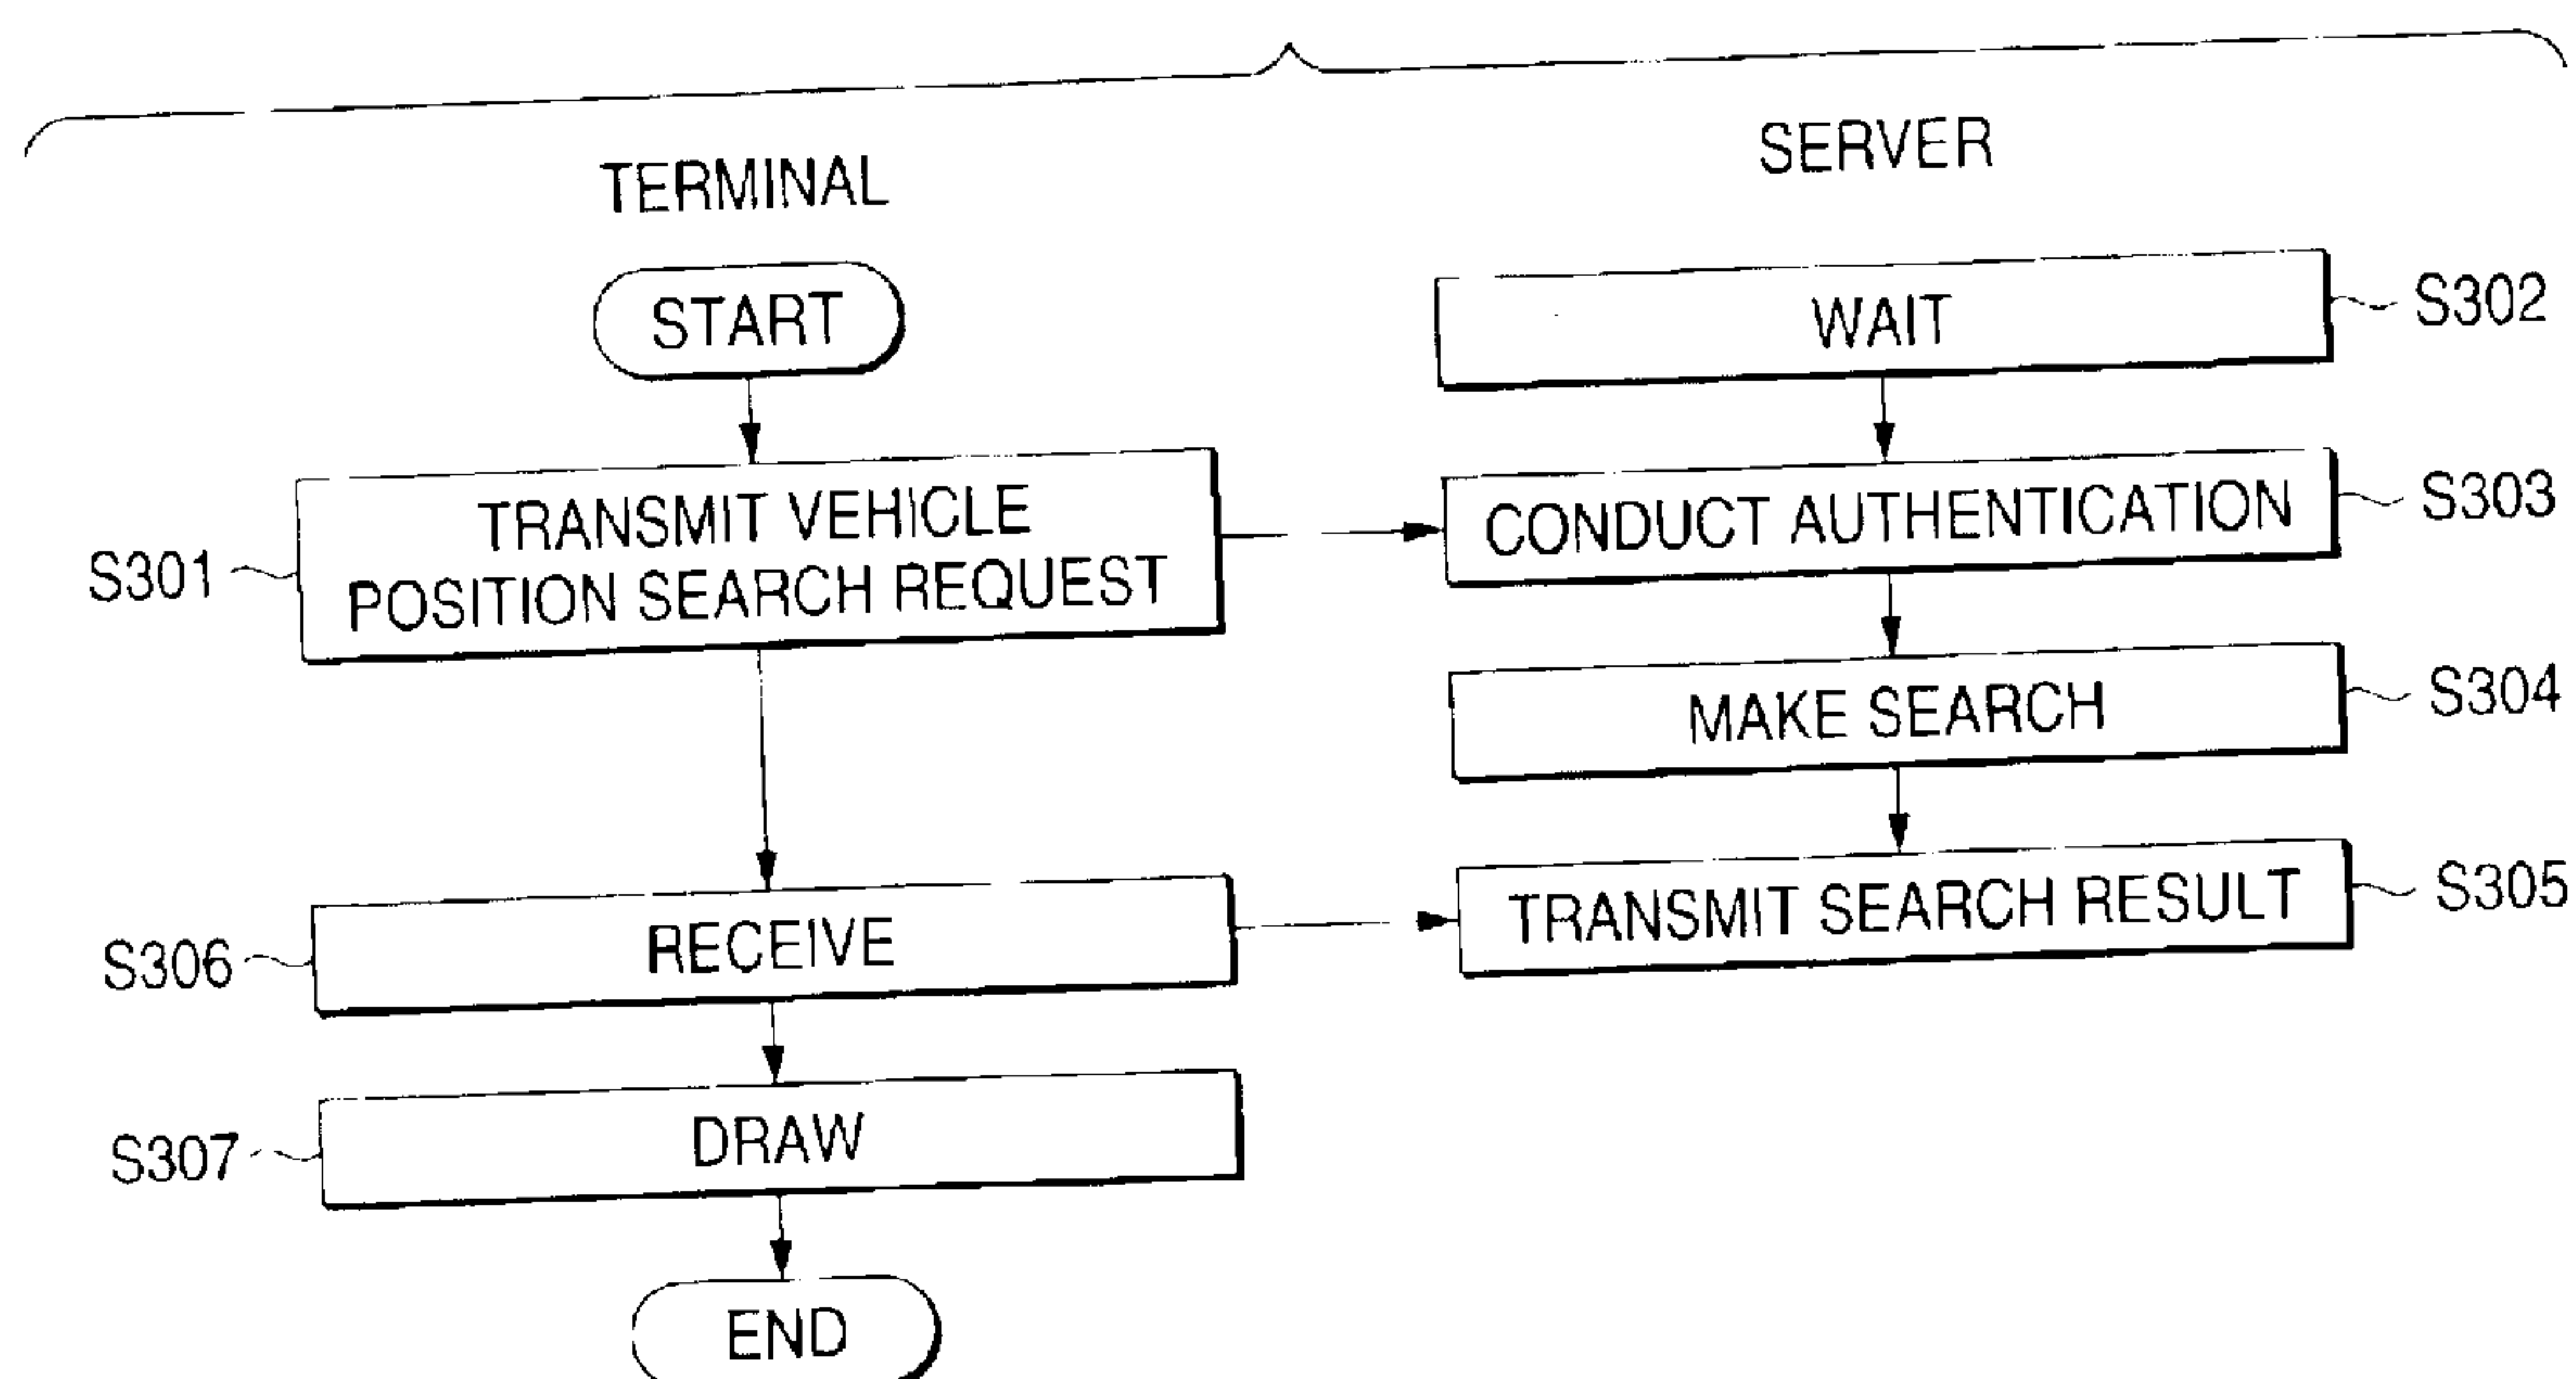 TERMINAL
SERVER
START
WAIT
S302
S301
TRANSMIT VEHICLE
POSITION SEARCH REQUEST
CONDUCT AUTHENTICATION
S303
MAKE SEARCH
S304
S306
RECEIVE
TRANSMIT SEARCH RESULT
S305
S307
DRAW
END